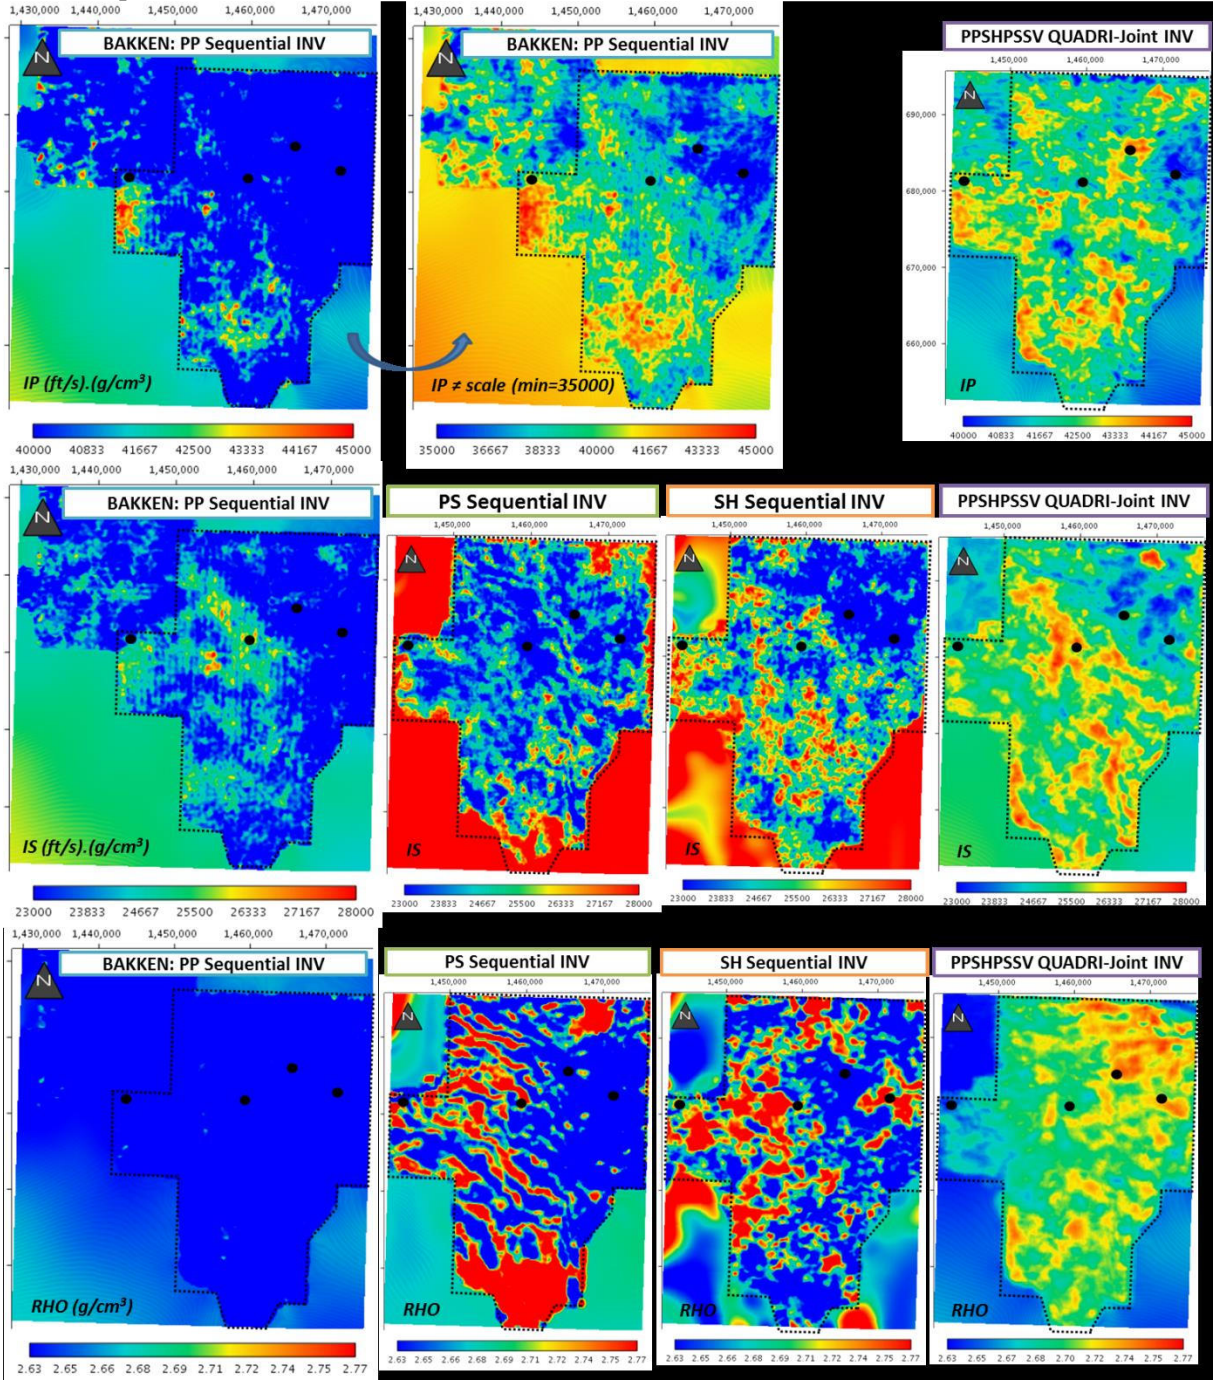 1,430,000 1,440,000 1,450,000 1,460,000 1,470,000
BAKKEN: PP Sequential INV
N
IP (ft/s).(g/cm³)
40000 40833 41667 42500 43333 44167 45000
1,430,000 1,440,000 1,450,000 1,460,000 1,470,000
BAKKEN: PP Sequential INV
N
IP ≠ scale (min=35000)
35000 36667 38333 40000 41667 43333 45000
PPSHPSSV QUADRI-Joint INV
1,450,000 1,460,000 1,470,000
N
690,000
680,000
670,000
660,000
IP
40000 40833 41667 42500 43333 44167 45000
1,430,000 1,440,000 1,450,000 1,460,000 1,470,000
BAKKEN: PP Sequential INV
N
IS (ft/s).(g/cm³)
23000 23833 24667 25500 26333 27167 28000
PS Sequential INV
1,450,000 1,460,000 1,470,000
N
IS
23000 23833 24667 25500 26333 27167 28000
SH Sequential INV
1,450,000 1,460,000 1,470,000
N
IS
23000 23833 24667 25500 26333 27167 28000
PPSHPSSV QUADRI-Joint INV
1,450,000 1,460,000 1,470,000
N
IS
23000 23833 24667 25500 26333 27167 28000
1,430,000 1,440,000 1,450,000 1,460,000 1,470,000
BAKKEN: PP Sequential INV
N
RHO (g/cm³)
2.63 2.65 2.68 2.69 2.71 2.72 2.74 2.75 2.77
PS Sequential INV
1,450,000 1,460,000 1,470,000
N
RHO
2.63 2.65 2.66 2.69 2.71 2.72 2.74 2.75 2.77
SH Sequential INV
1,450,000 1,460,000 1,470,000
N
RHO
2.63 2.65 2.66 2.68 2.69 2.71 2.72 2.74 2.75 2.77
PPSHPSSV QUADRI-Joint INV
1,450,000 1,460,000 1,470,000
N
RHO
2.63 2.65 2.68 2.70 2.72 2.74 2.75 2.77